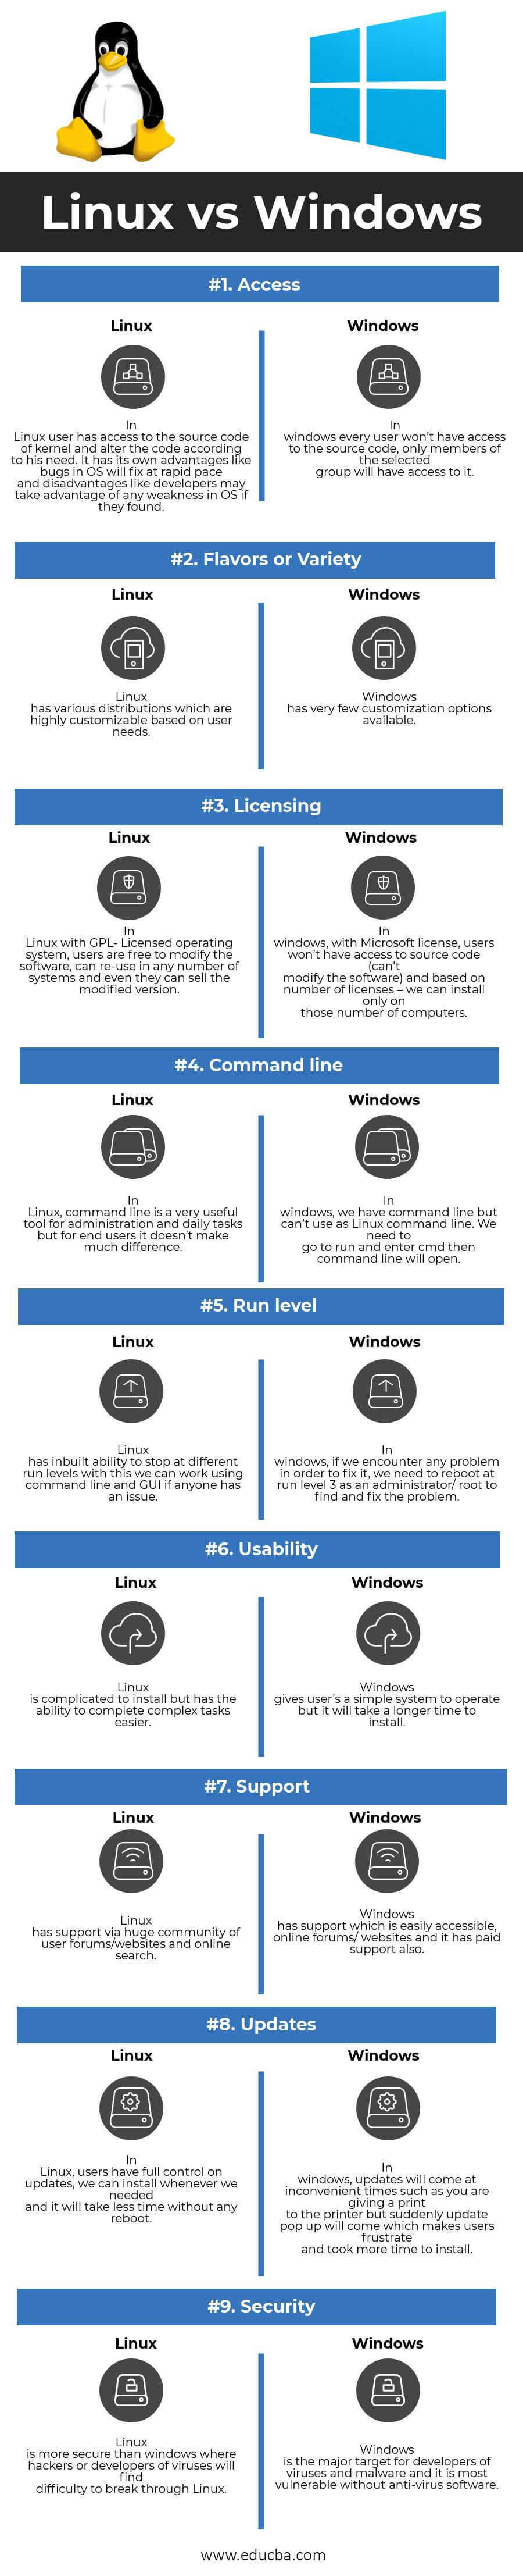 Linux vs Windows
#1. Access
Linux
In
Linux user has access to the source code
of kernel and alter the code according
to his need. It has its own advantages like
bugs in OS will fix at rapid pace
and disadvantages like developers may
take advantage of any weakness in OS if
they found.
Windows
In
windows every user won't have access
to the source code, only members of
the selected
group will have access to it.
#2. Flavors or Variety
Linux
Linux
has various distributions which are
highly customizable based on user
needs.
Windows
Windows
has very few customization options
available.
#3. Licensing
Linux
In
Linux with GPL- Licensed operating
system, users are free to modify the
software, can re-use in any number of
systems and even they can sell the
modified version.
Windows
In
windows, with Microsoft license, users
won't have access to source code
(can't
modify the software) and based on
number of licenses – we can install
only on
those number of computers.
#4. Command line
Linux
In
Linux, command line is a very useful
tool for administration and daily tasks
but for end users it doesn't make
much difference.
Windows
In
windows, we have command line but
can't use as Linux command line. We
need to
go to run and enter cmd then
command line will open.
#5. Run level
Linux
Linux
has inbuilt ability to stop at different
run levels with this we can work using
command line and GUI if anyone has
an issue.
Windows
In
windows, if we encounter any problem
in order to fix it, we need to reboot at
run level 3 as an administrator/ root to
find and fix the problem.
#6. Usability
Linux
Linux
is complicated to install but has the
ability to complete complex tasks
easier.
Windows
Windows
gives user's a simple system to operate
but it will take a longer time to
install.
#7. Support
Linux
Linux
has support via huge community of
user forums/websites and online
search.
Windows
Windows
has support which is easily accessible,
online forums/ websites and it has paid
support also.
#8. Updates
Linux
In
Linux, users have full control on
updates, we can install whenever we
needed
and it will take less time without any
reboot.
Windows
In
windows, updates will come at
inconvenient times such as you are
giving a print
to the printer but suddenly update
pop up will come which makes users
frustrate
and took more time to install.
#9. Security
Linux
Linux
is more secure than windows where
hackers or developers of viruses will
find
difficulty to break through Linux.
Windows
Windows
is the major target for developers of
viruses and malware and it is most
vulnerable without anti-virus software.
www.educba.com